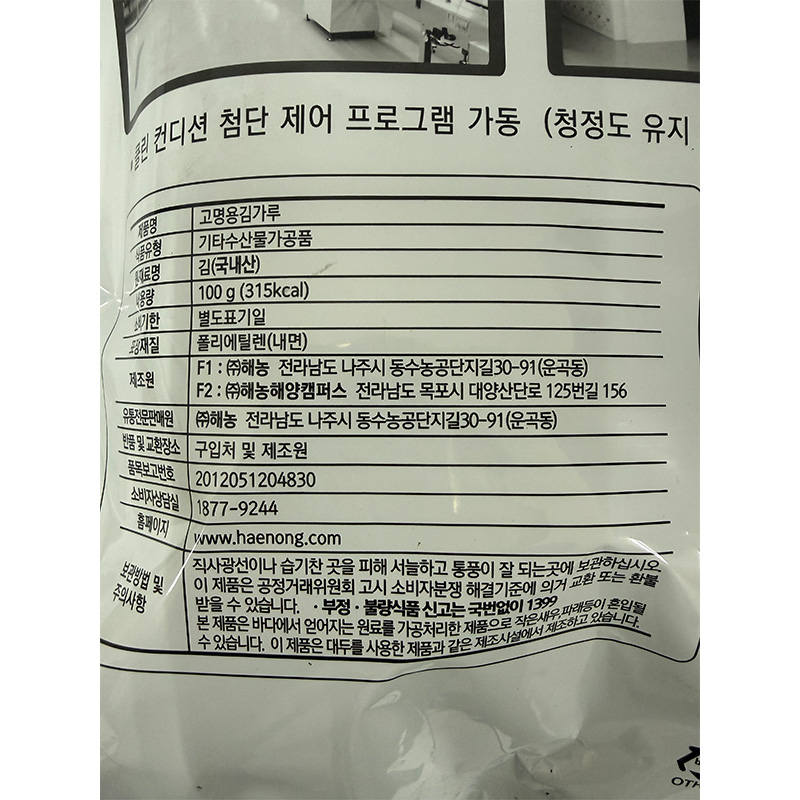 클린 컨디션 첨단 제어 프로그램 가동 (청정도 유지
제품명 고명용김가루
식품유형 기타수산물가공품
원재료명 김(국내산)
내용량 100 g (315kcal)
소비기한 별도표기일
포장재질 폴리에틸렌(내면)
제조원 F1 : ㈜해농 전라남도 나주시 동수농공단지길30-91(운곡동)
F2 : ㈜해농해양캠퍼스 전라남도 목포시 대양산단로 125번길 156
유통전문판매원 ㈜해농 전라남도 나주시 동수농공단지길30-91(운곡동)
반품 및 교환장소 구입처 및 제조원
품목보고번호 2012051204830
소비자상담실 1877-9244
홈페이지 www.haenong.com
보관방법 및 주의사항
직사광선이나 습기찬 곳을 피해 서늘하고 통풍이 잘 되는곳에 보관하십시오
이 제품은 공정거래위원회 고시 소비자분쟁 해결기준에 의거 교환 또는 환불
받을 수 있습니다. ·부정·불량식품 신고는 국번없이 1399
본 제품은 바다에서 얻어지는 원료를 가공처리한 제품으로 작은새우,파래등이 혼입될
수 있습니다. 이 제품은 대두를 사용한 제품과 같은 제조시설에서 제조하고 있습니다.